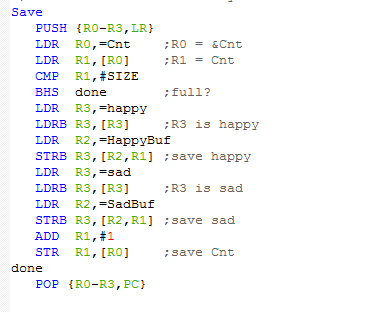 Save
PUSH {R0-R3,LR}
LDR R0,=Cnt ;R0 = &Cnt
LDR R1,[R0] ;R1 = Cnt
CMP R1,#SIZE
BHS done ;full?
LDR R3,=happy
LDRB R3,[R3] ;R3 is happy
LDR R2,=HappyBuf
STRB R3,[R2,R1] ;save happy
LDR R3,=sad
LDRB R3,[R3] ;R3 is sad
LDR R2,=SadBuf
STRB R3,[R2,R1] ;save sad
ADD R1,#1
STR R1,[R0] ;save Cnt
done
POP {R0-R3,PC}